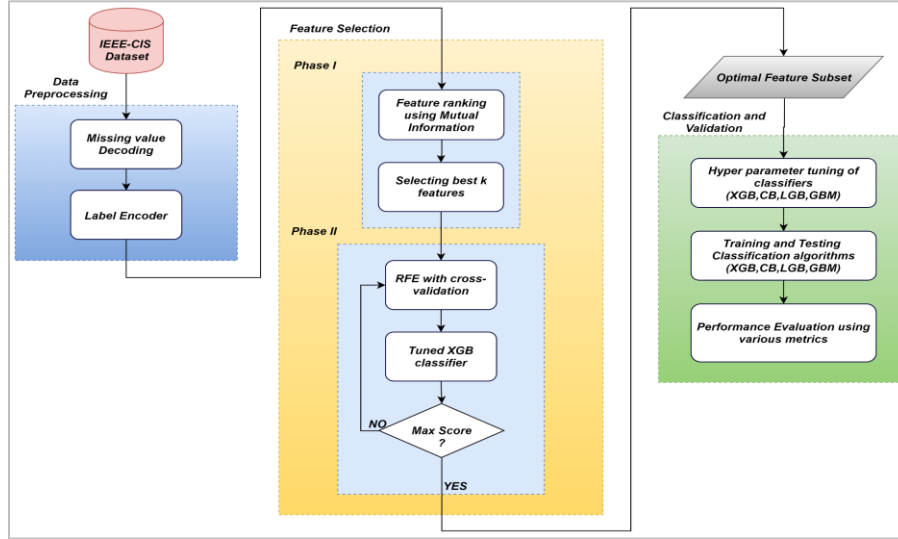 IEEE-CIS
Dataset
Data
Preprocessing
Missing value
Decoding
Label Encoder
Feature Selection
Phase I
Feature ranking
using Mutual
Information
Selecting best k
features
Phase II
RFE with cross-
validation
Tuned XGB
classifier
Max Score
?
NO
YES
Optimal Feature Subset
Classification and
Validation
Hyper parameter tuning of
classifiers
(XGB,CB,LGB,GBM)
Training and Testing
Classification algorithms
(XGB,CB,LGB,GBM)
Performance Evaluation using
various metrics